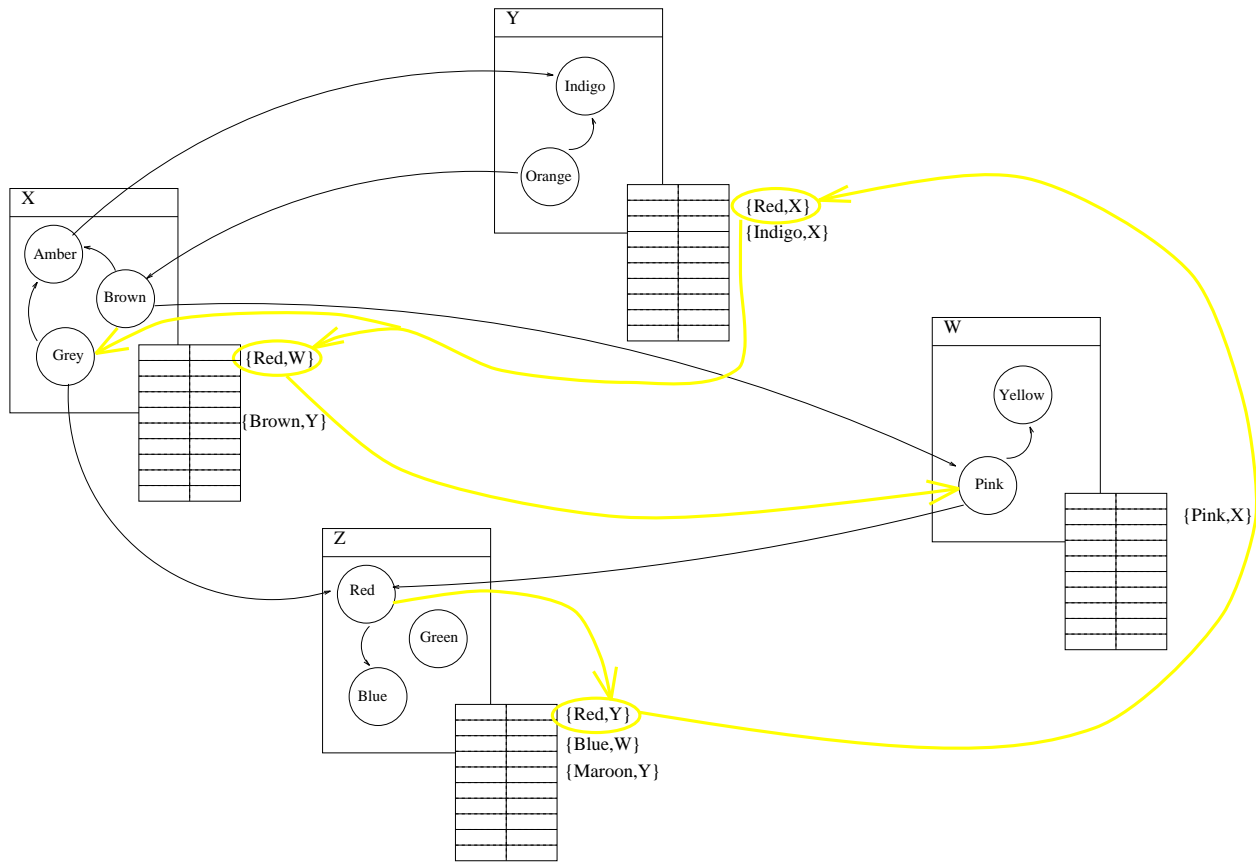 Y
Indigo
Orange
X
Amber
Brown
Grey
{Red,X}
{Indigo,X}
{Red,W}
{Brown,Y}
W
Yellow
Pink
{Pink,X}
Z
Red
Green
Blue
{Red,Y}
{Blue,W}
{Maroon,Y}